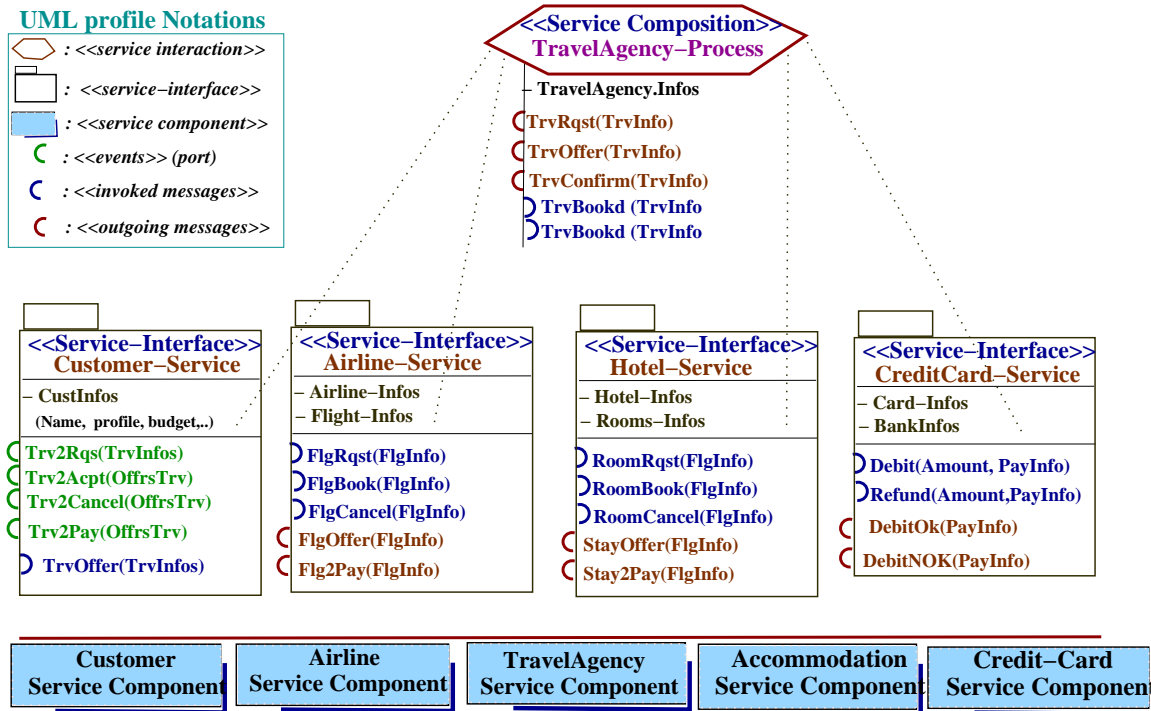 UML profile Notations
: <<service interaction>>
: <<service−interface>>
: <<service component>>
: <<events>> (port)
: <<invoked messages>>
: <<outgoing messages>>
<<Service Composition>>
TravelAgency−Process
− TravelAgency.Infos
TrvRqst(TrvInfo)
TrvOffer(TrvInfo)
TrvConfirm(TrvInfo)
TrvBookd (TrvInfo
TrvBookd (TrvInfo
<<Service−Interface>>
Customer−Service
− CustInfos
(Name, profile, budget,..)
Trv2Rqs(TrvInfos)
Trv2Acpt(OffrsTrv)
Trv2Cancel(OffrsTrv)
Trv2Pay(OffrsTrv)
TrvOffer(TrvInfos)
<<Service−Interface>>
Airline−Service
− Airline−Infos
− Flight−Infos
FlgRqst(FlgInfo)
FlgBook(FlgInfo)
FlgCancel(FlgInfo)
FlgOffer(FlgInfo)
Flg2Pay(FlgInfo)
<<Service−Interface>>
Hotel−Service
− Hotel−Infos
− Rooms−Infos
RoomRqst(FlgInfo)
RoomBook(FlgInfo)
RoomCancel(FlgInfo)
StayOffer(FlgInfo)
Stay2Pay(FlgInfo)
<<Service−Interface>>
CreditCard−Service
− Card−Infos
− BankInfos
Debit(Amount, PayInfo)
Refund(Amount,PayInfo)
DebitOk(PayInfo)
DebitNOK(PayInfo)
Customer
Service Component
Airline
Service Component
TravelAgency
Service Component
Accommodation
Service Component
Credit−Card
Service Component